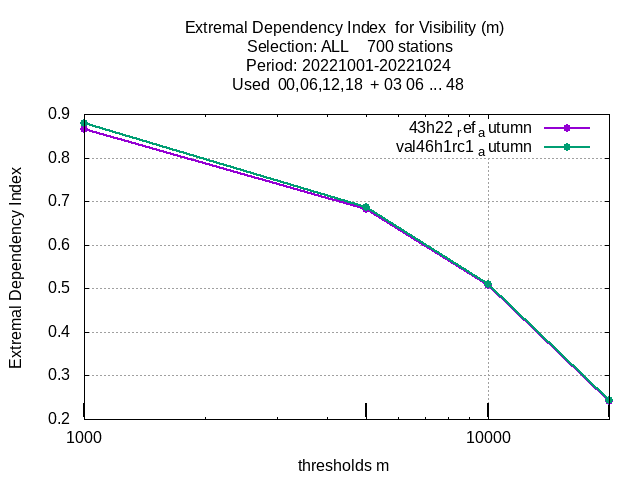 Extremal Dependency Index for Visibility (m)
Selection: ALL 700 stations
Period: 20221001-20221024
Used 00,06,12,18 + 03 06 ... 48
43h22ref autumn
val46h1rc1 autumn
Extremal Dependency Index
0.9
0.8
0.7
0.6
0.5
0.4
0.3
0.2
1000
10000
thresholds m